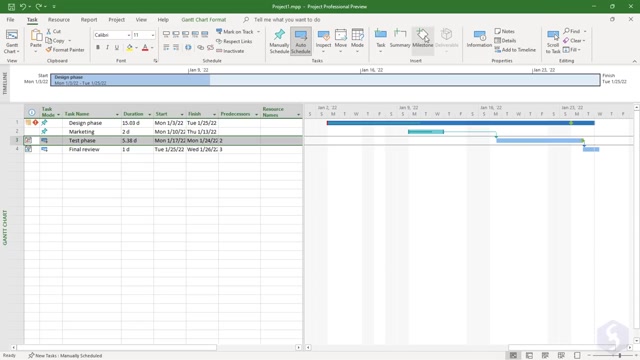 Project1.mpp - Project Professional Preview
File Task Resource Report Project View Help Gantt Chart Format Tell me what you want to do
Gantt Chart
Paste
Cut
Copy
Format Painter
Calibri 11
B I U
Mark on Track
Respect Links
Inactivate
Manually Schedule
Auto Schedule
Inspect
Move
Mode
Task
Summary
Milestone
Deliverable
Information
Notes
Details
Add to Timeline
Scroll to Task
Find
Clear
Fill
View
Clipboard
Font
Schedule
Tasks
Insert
Properties
Editing
TIMELINE
Start
Mon 1/3/22
Jan 9, '22 Jan 16, '22 Jan 23, '22
Design phase
Mon 1/3/22 - Tue 1/25/22
Finish
Tue 1/25/22
Task Mode Task Name Duration Start Finish Predecessors Resource Names
Jan 2, '22 Jan 9, '22 Jan 16, '22 Jan 23, '22
S S M T W T F S S M T W T F S S M T W T F S S M T W T F S
1 Design phase 15.03 d Mon 1/3/22 Tue 1/25/22
2 Marketing 2 d Mon 1/10/22 Thu 1/13/22
3 Test phase 5.38 d Mon 1/17/22 Mon 1/24/22 2
4 Final review 1 d Tue 1/25/22 Wed 1/26/22 3
GANTT CHART
Ready New Tasks - Manually Scheduled